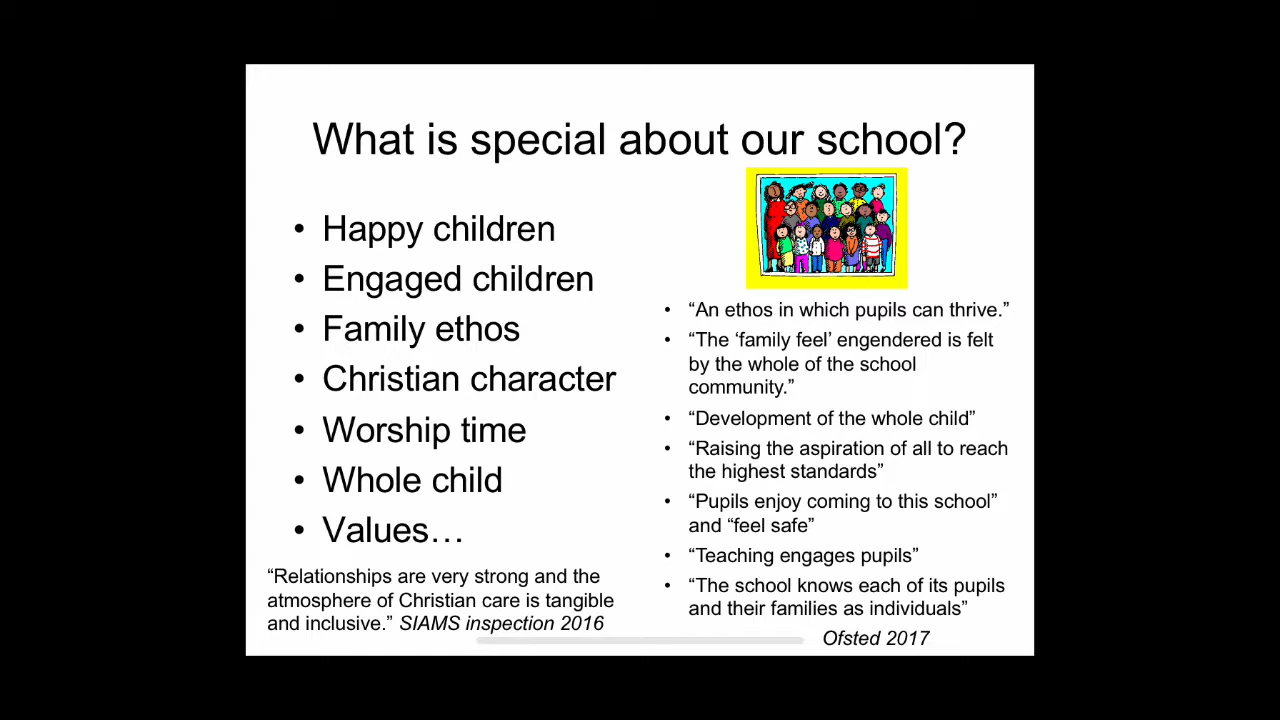 What is special about our school?
• Happy children
• Engaged children
• Family ethos
• Christian character
• Worship time
• Whole child
• Values…
“Relationships are very strong and the
atmosphere of Christian care is tangible
and inclusive.” SIAMS inspection 2016
• “An ethos in which pupils can thrive.”
• “The ‘family feel’ engendered is felt
by the whole of the school
community.”
• “Development of the whole child”
• “Raising the aspiration of all to reach
the highest standards”
• “Pupils enjoy coming to this school”
and “feel safe”
• “Teaching engages pupils”
• “The school knows each of its pupils
and their families as individuals”
Ofsted 2017